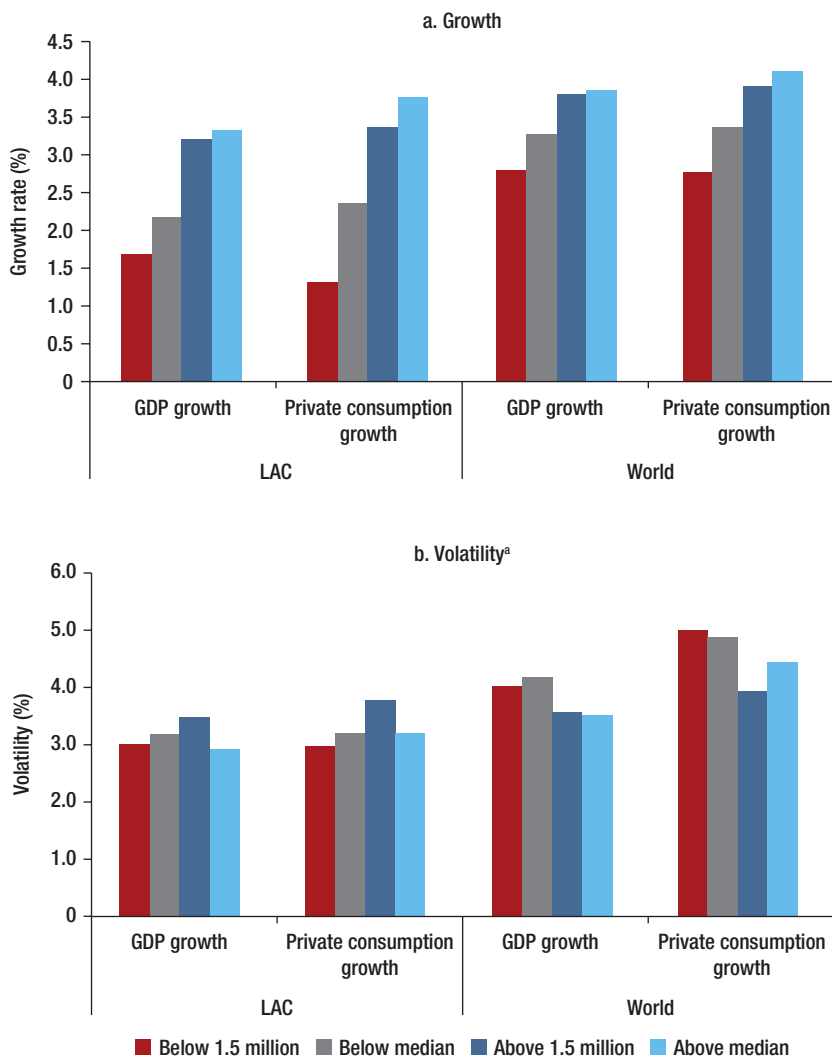 a. Growth
4.5
4.0
3.5
3.0
2.5
2.0
1.5
1.0
0.5
0
Growth rate (%)
GDP growth
Private consumption
growth
GDP growth
Private consumption
growth
LAC
World
b. Volatilityᵃ
6.0
5.0
4.0
3.0
2.0
1.0
0
Volatility (%)
GDP growth
Private consumption
growth
GDP growth
Private consumption
growth
LAC
World
Below 1.5 million
Below median
Above 1.5 million
Above median